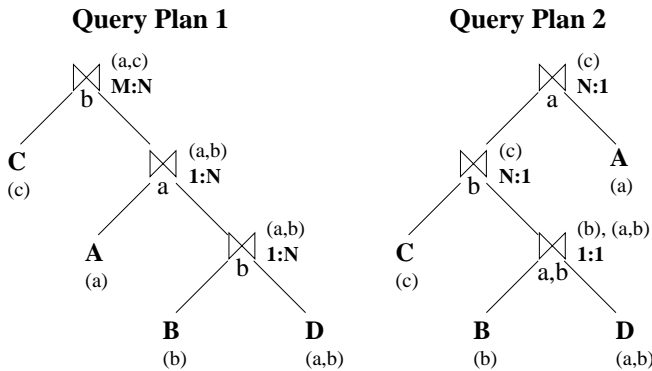 Query Plan 1
(a,c)
M:N
b
C
(c)
(a,b)
1:N
a
A
(a)
(a,b)
1:N
b
B
(b)
D
(a,b)
Query Plan 2
(c)
N:1
a
A
(a)
(c)
N:1
b
C
(c)
(b), (a,b)
1:1
a,b
B
(b)
D
(a,b)